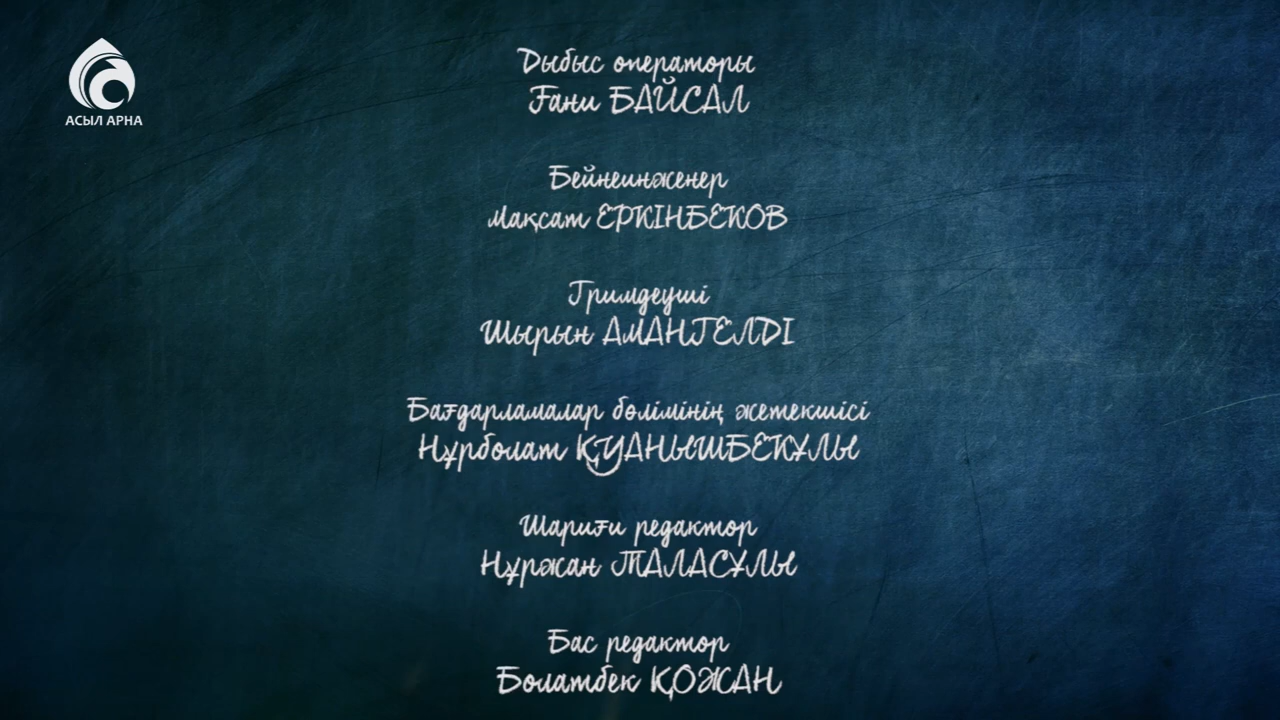 АСЫЛ АРНА
Дыбыс операторы
Ғани БАЙСАЛ
Бейнеинженер
Мақсат ЕРКІНБЕКОВ
Гримдеуші
Шырын АМАНГЕЛДІ
Бағдарламалар бөлімінің жетекшісі
Нұрболат ҚУАНЫШБЕКҰЛЫ
Шариғи редактор
Нұржан ТАЛАСҰЛЫ
Бас редактор
Болатбек ҚОЖАН